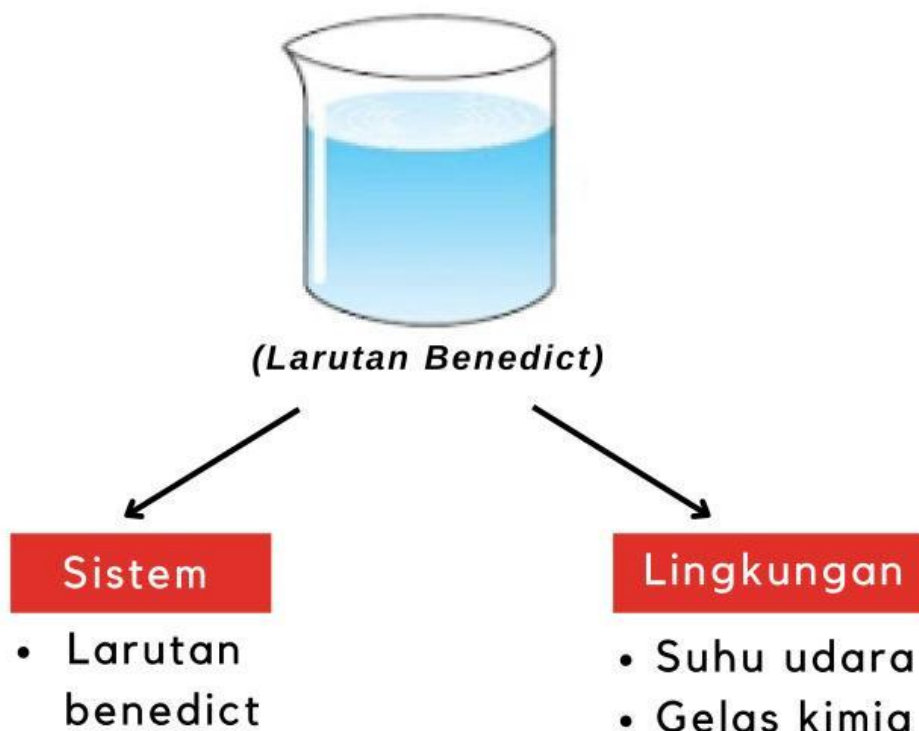 (Larutan Benedict)
Sistem
• Larutan
benedict
Lingkungan
• Suhu udara
• Gelas kimia